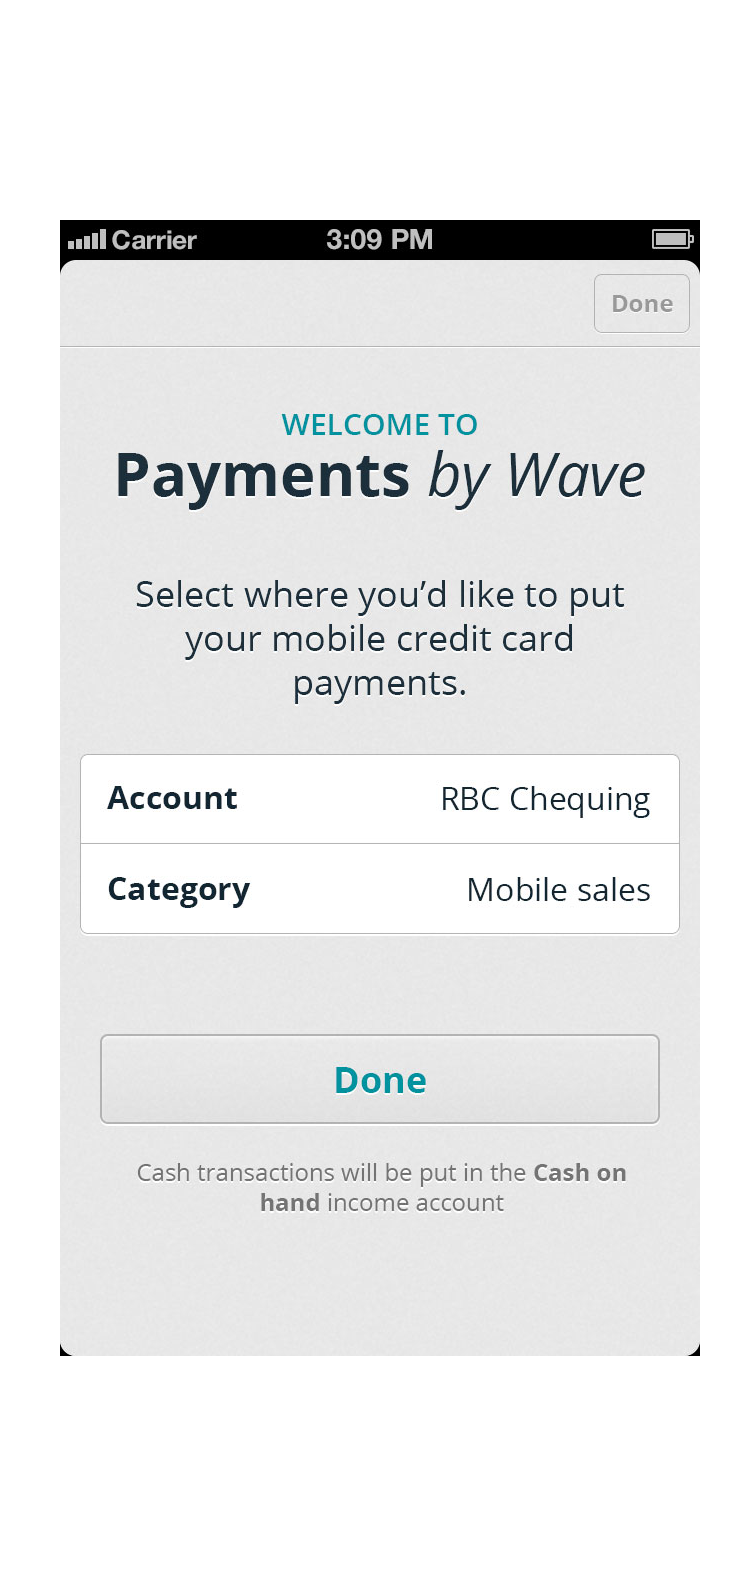 Carrier 3:09 PM
Done
WELCOME TO
Payments by Wave
Select where you’d like to put
your mobile credit card
payments.
Account RBC Chequing
Category Mobile sales
Done
Cash transactions will be put in the Cash on
hand income account